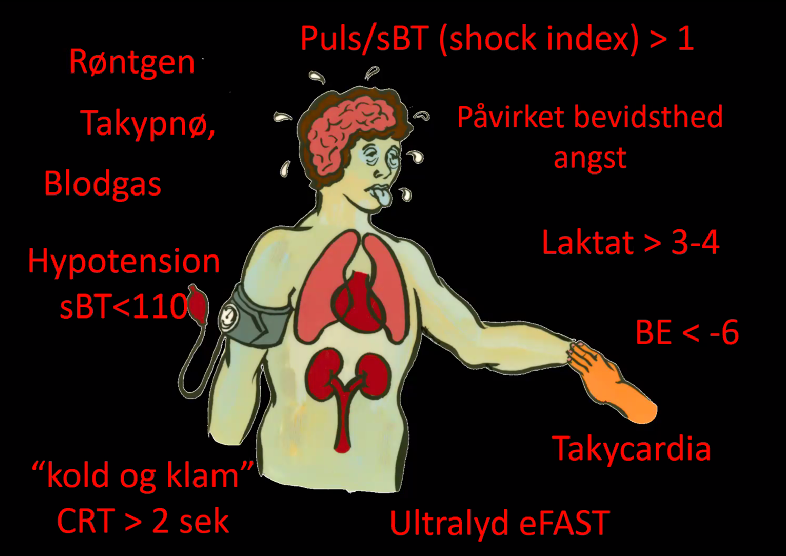 Puls/sBT (shock index) > 1
Røntgen
Takypnø,
Påvirket bevidsthed
angst
Blodgas
Laktat > 3-4
Hypotension
sBT<110
BE < -6
Takycardia
“kold og klam”
CRT > 2 sek
Ultralyd eFAST